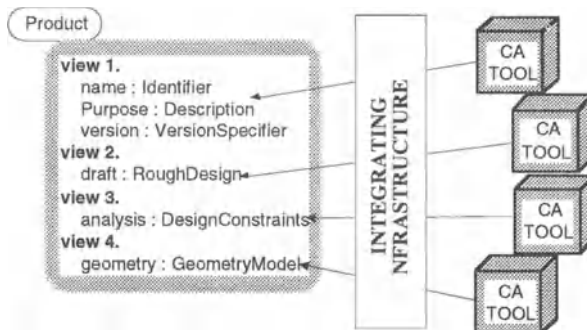 Product
view 1.
name : Identifier
Purpose : Description
version : VersionSpecifier
view 2.
draft : RoughDesign
view 3.
analysis : DesignConstraints
view 4.
geometry : GeometryModel
INTEGRATING
NFRASTRUCTURE
CA
TOOL
CA
TOOL
CA
TOOL
CA
TOOL